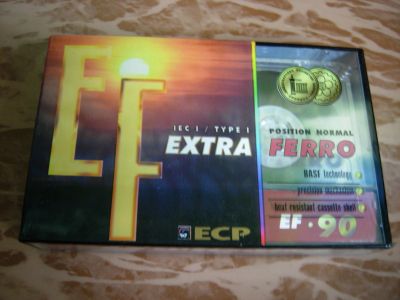 EF
IEC I / TYPE I
EXTRA
ECP
POSITION NORMAL
FERRO
BASF technology
precision mechanism
heat resistant cassette shell
EF · 90